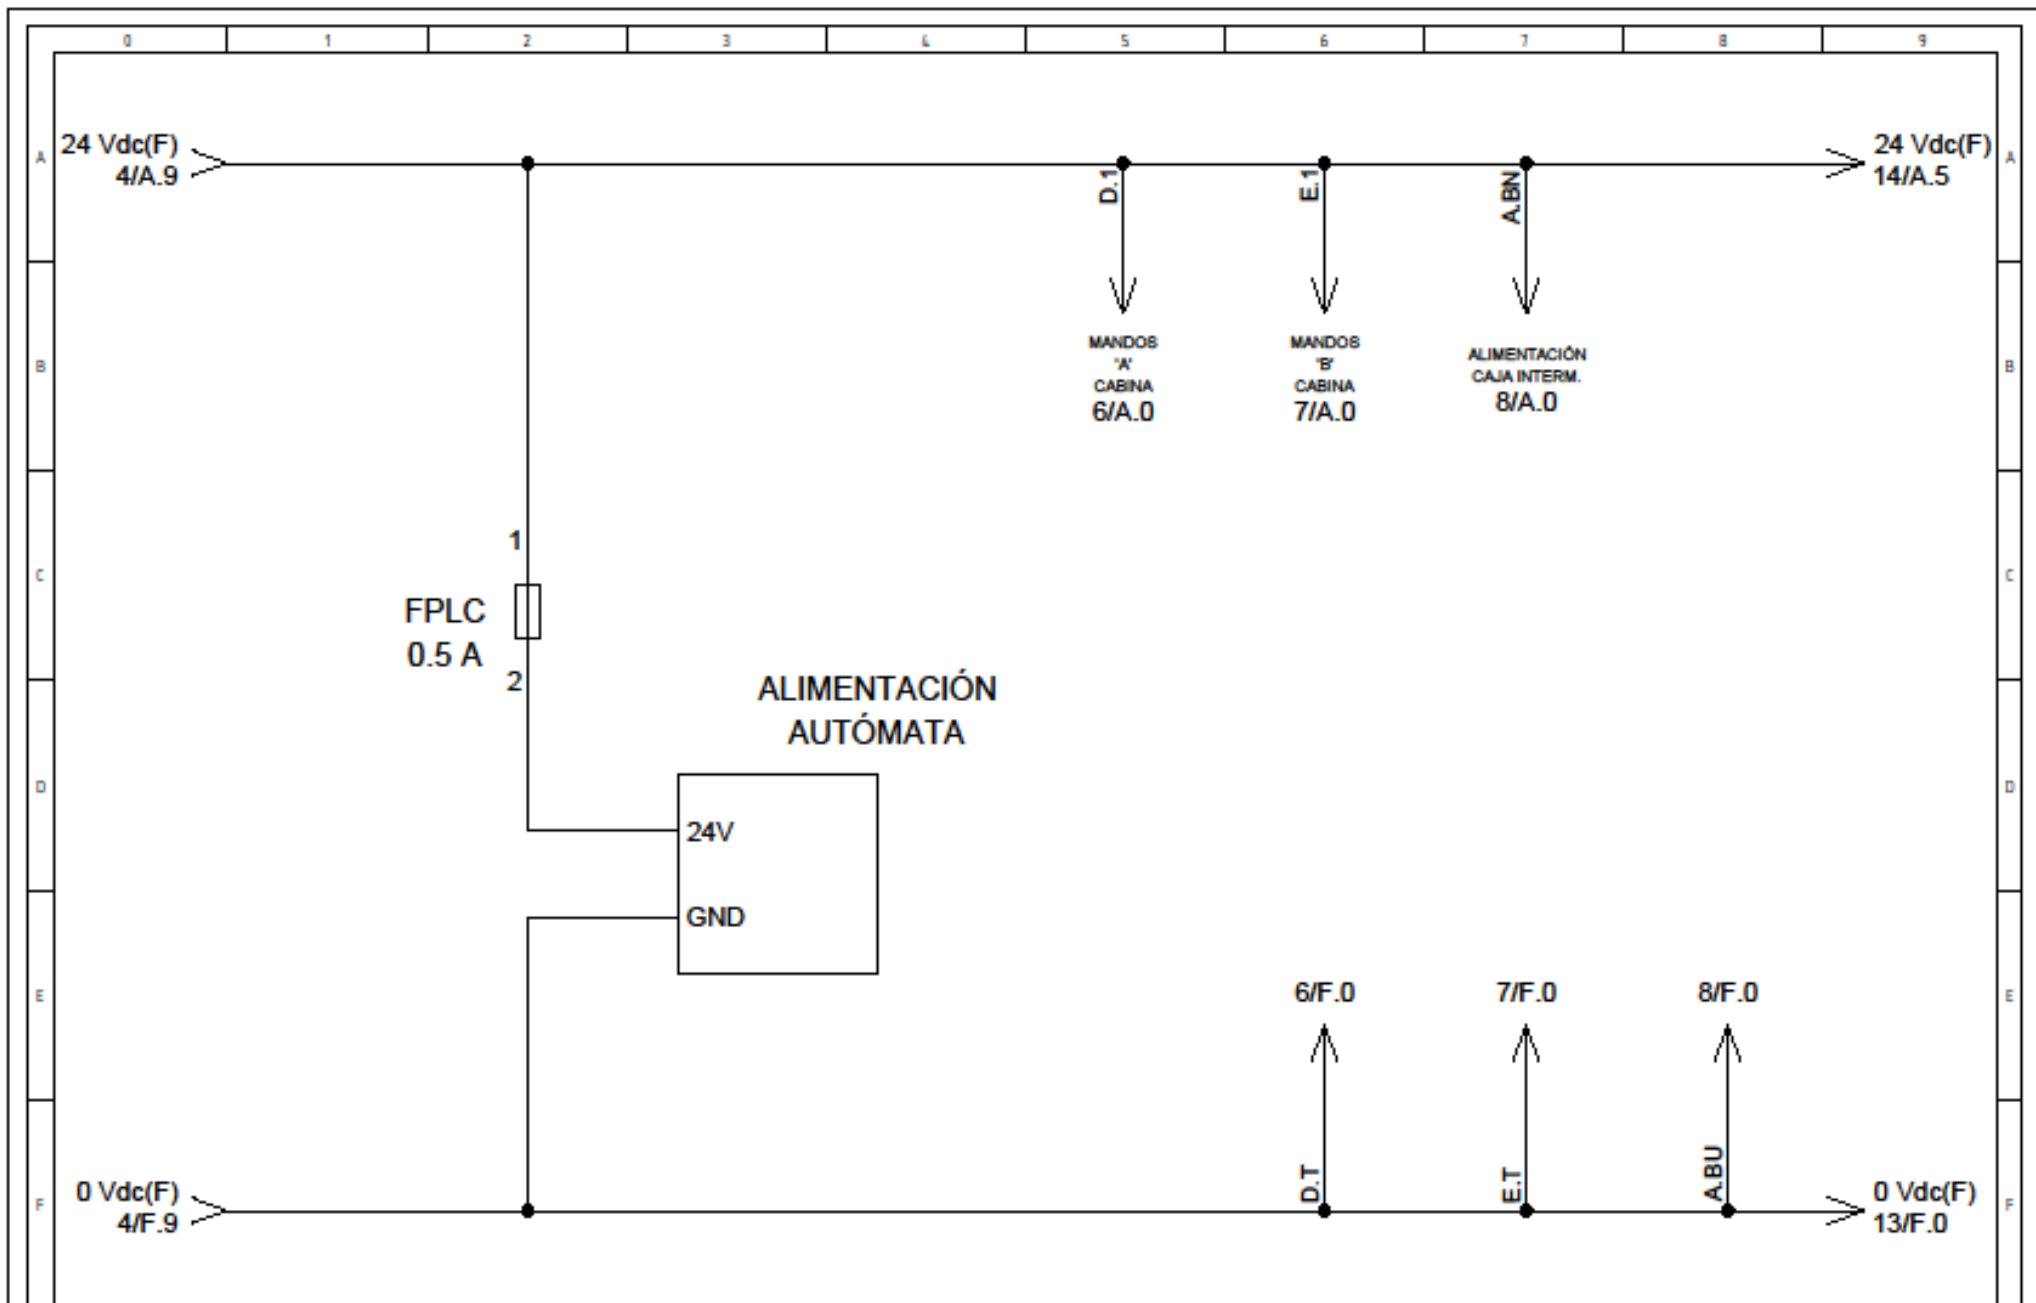 0 1 2 3 4 5 6 7 8 9
A
24 Vdc(F)
4/A.9
D.1
E.1
A.BN
24 Vdc(F)
14/A.5
A
B
MANDOS
'A'
CABINA
6/A.0
MANDOS
'B'
CABINA
7/A.0
ALIMENTACIÓN
CAJA INTERM.
8/A.0
B
C
1
FPLC
0.5 A
2
C
ALIMENTACIÓN
AUTÓMATA
D
24V
GND
D
E
6/F.0
7/F.0
8/F.0
E
F
0 Vdc(F)
4/F.9
D.T
E.T
A.BU
0 Vdc(F)
13/F.0
F